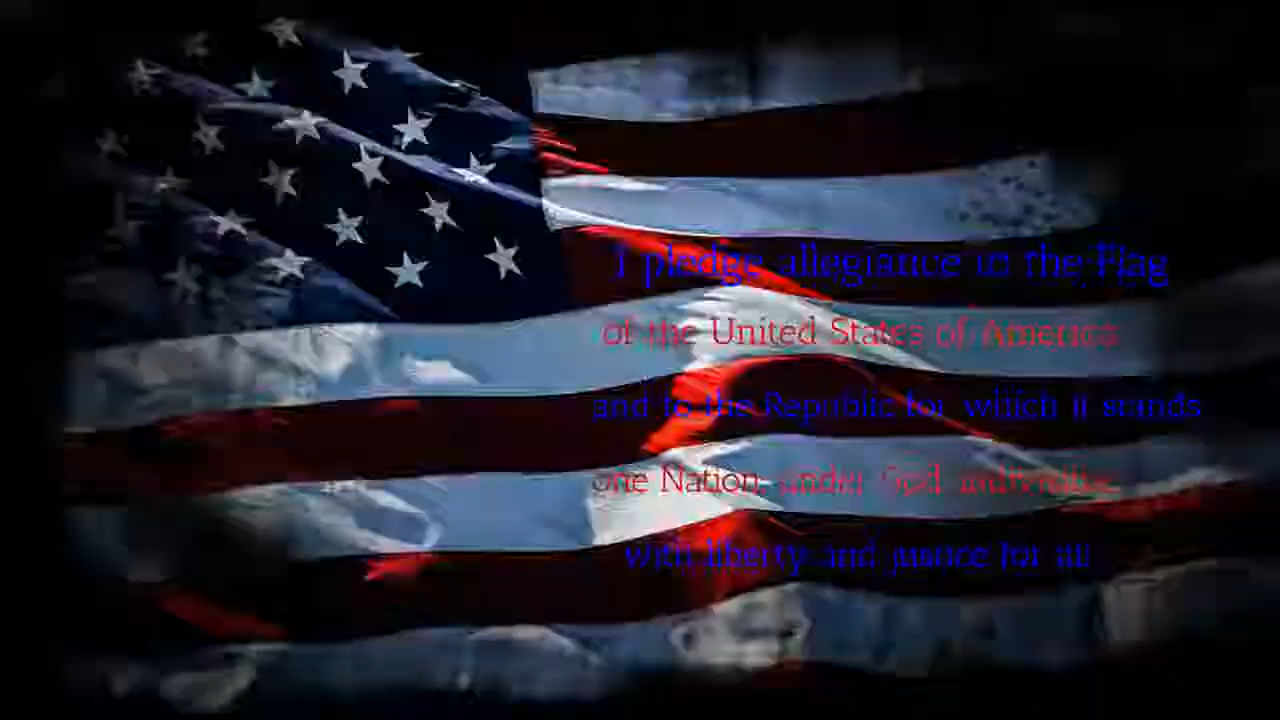 I pledge allegiance to the Flag
of the United States of America
and to the Republic for which it stands
one Nation, under God indivisible,
with liberty and justice for all